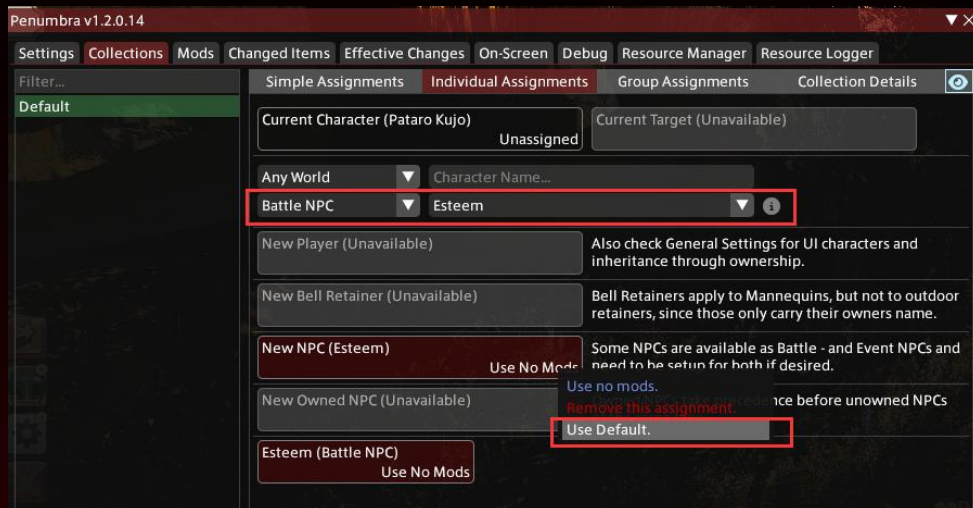 Penumbra v1.2.0.14
Settings Collections Mods Changed Items Effective Changes On-Screen Debug Resource Manager Resource Logger
Filter...
Default
Simple Assignments Individual Assignments Group Assignments Collection Details
Current Character (Pataro Kujo)
Unassigned
Current Target (Unavailable)
Any World Character Name...
Battle NPC Esteem
New Player (Unavailable)
Also check General Settings for UI characters and
inheritance through ownership.
New Bell Retainer (Unavailable)
Bell Retainers apply to Mannequins, but not to outdoor
retainers, since those only carry their owners name.
New NPC (Esteem)
Use No Mods
Some NPCs are available as Battle - and Event NPCs and
need to be setup for both if desired.
New Owned NPC (Unavailable)
Owned NPCs take precedence before unowned NPCs
Use no mods.
Remove this assignment.
Use Default.
Esteem (Battle NPC)
Use No Mods